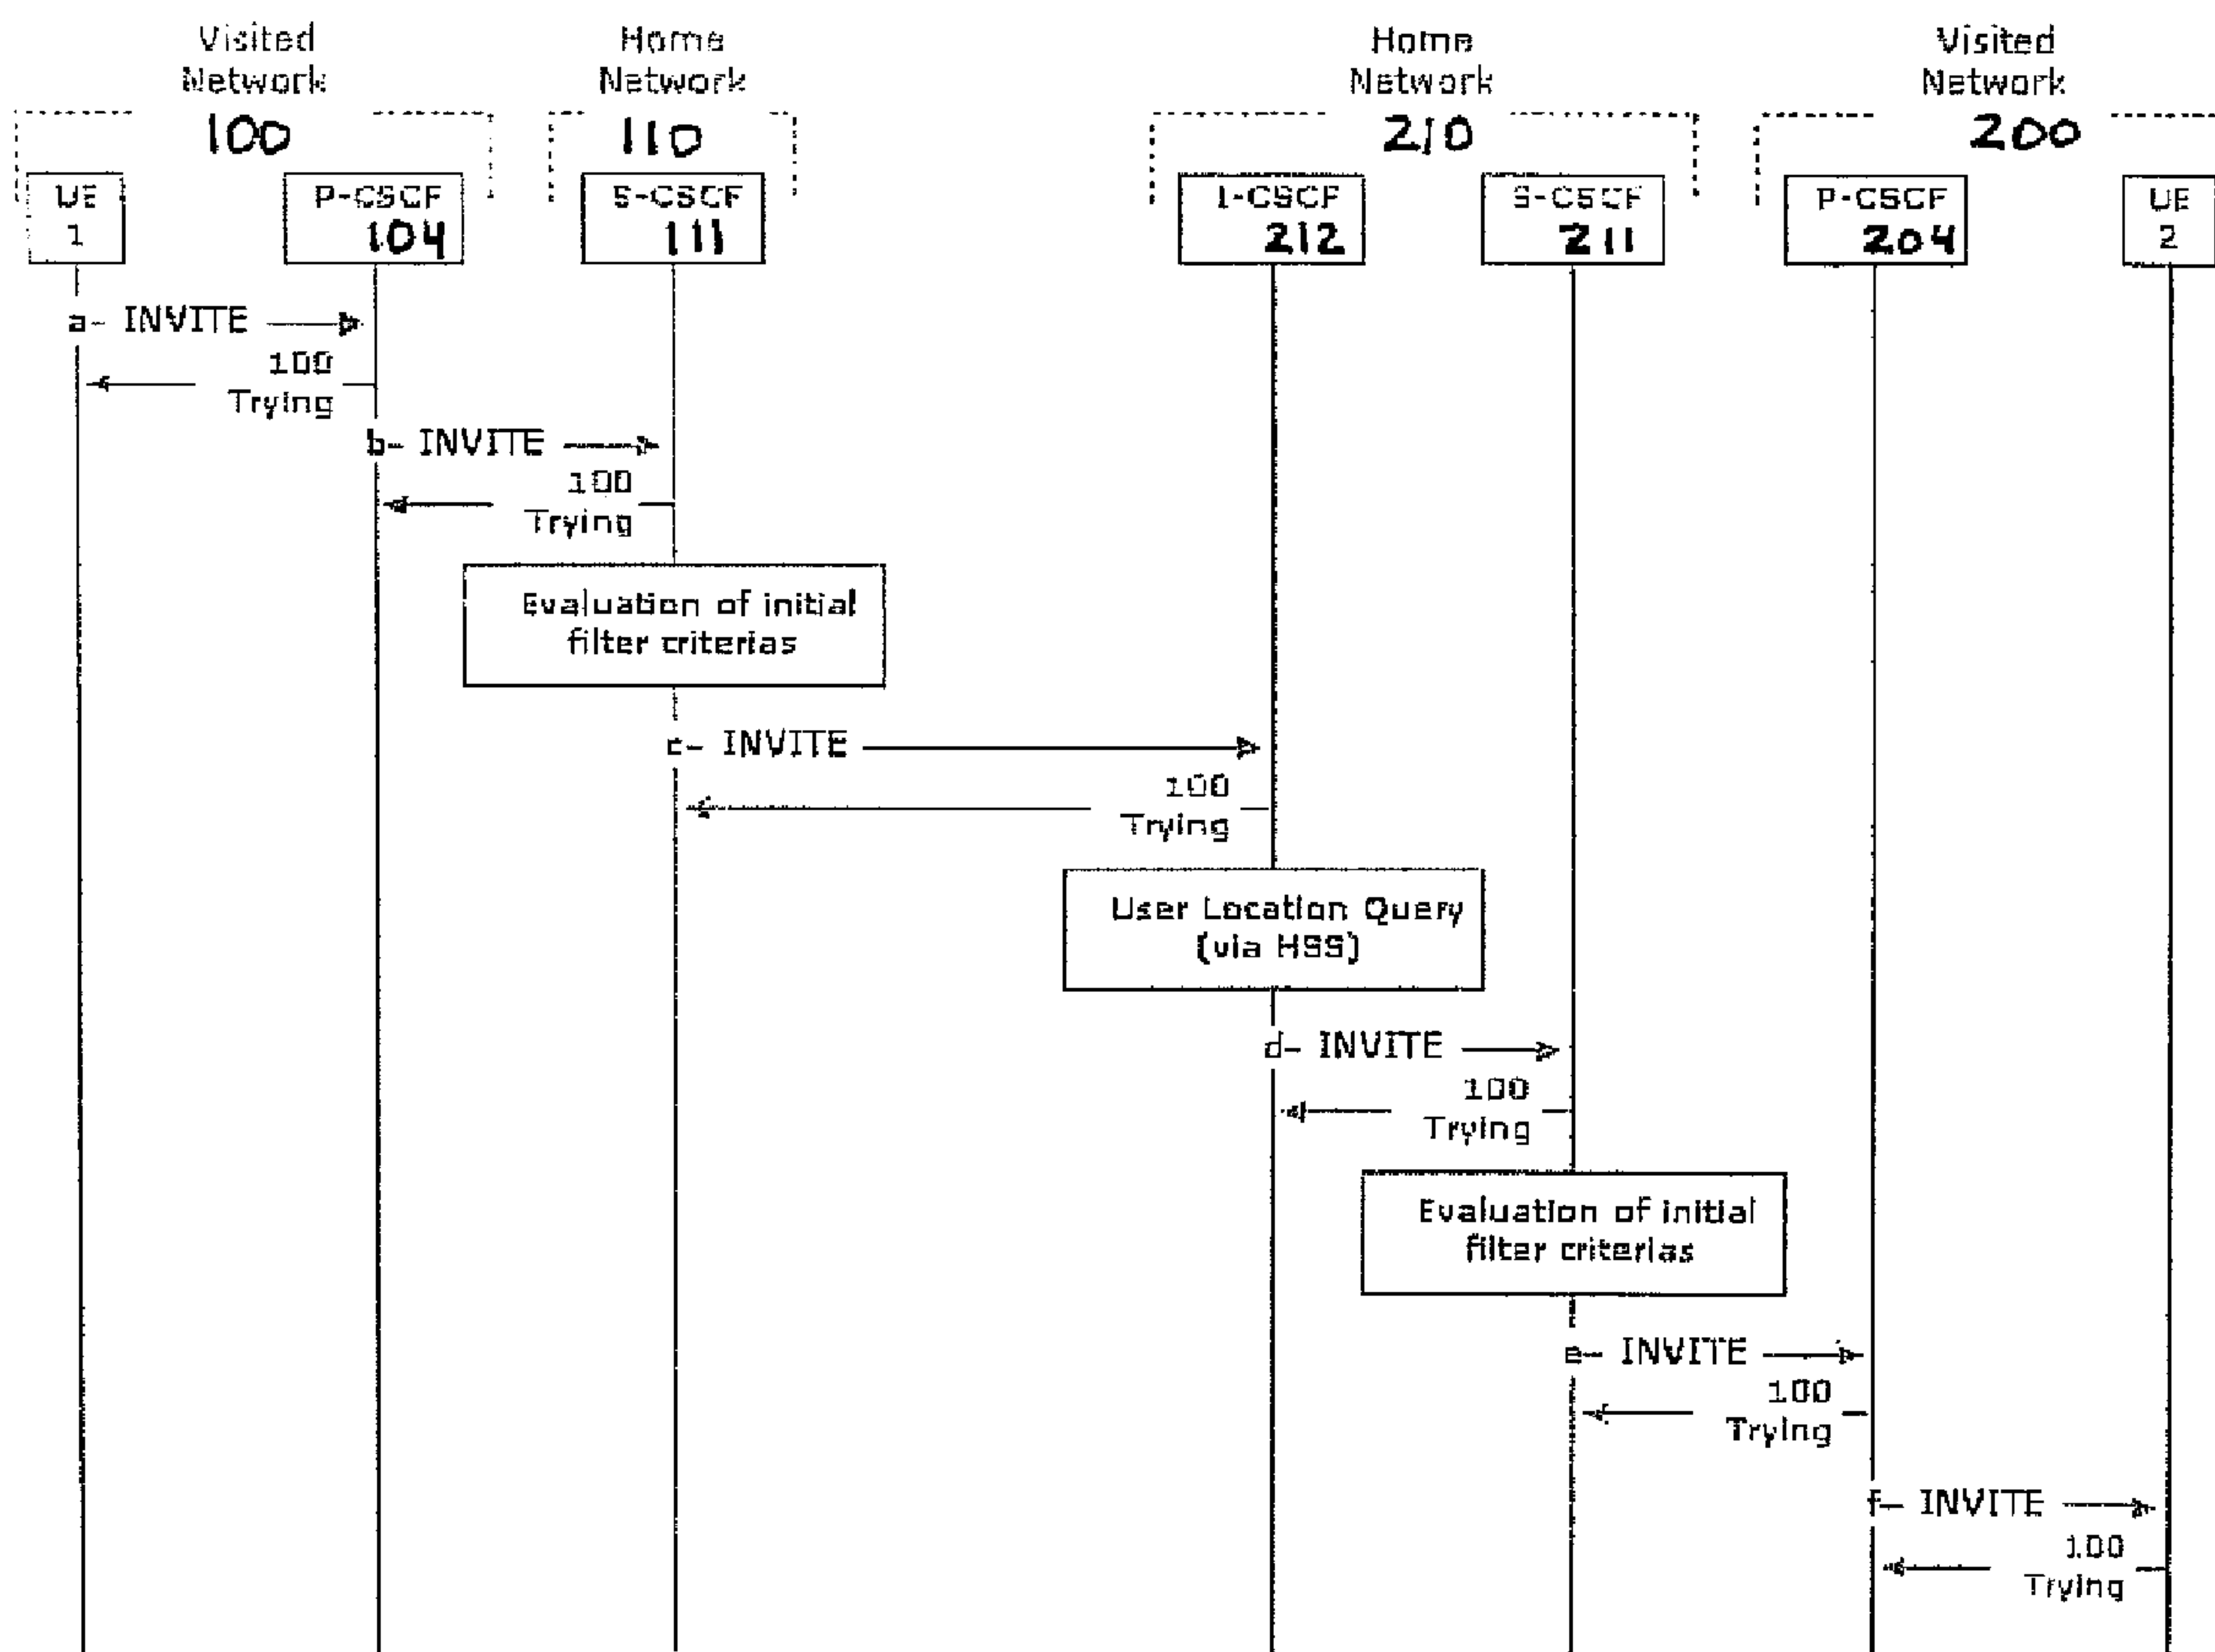 Visited
Network
100
Home
Network
110
Home
Network
210
Visited
Network
200
UE
1
P-CSCF
104
S-CSCF
111
I-CSCF
212
S-CSCF
211
P-CSCF
204
UE
2
a- INVITE
100
Trying
b- INVITE
100
Trying
Evaluation of initial
filter criterias
c- INVITE
100
Trying
User Location Query
(via HSS)
d- INVITE
100
Trying
Evaluation of initial
filter criterias
e- INVITE
100
Trying
f- INVITE
100
Trying